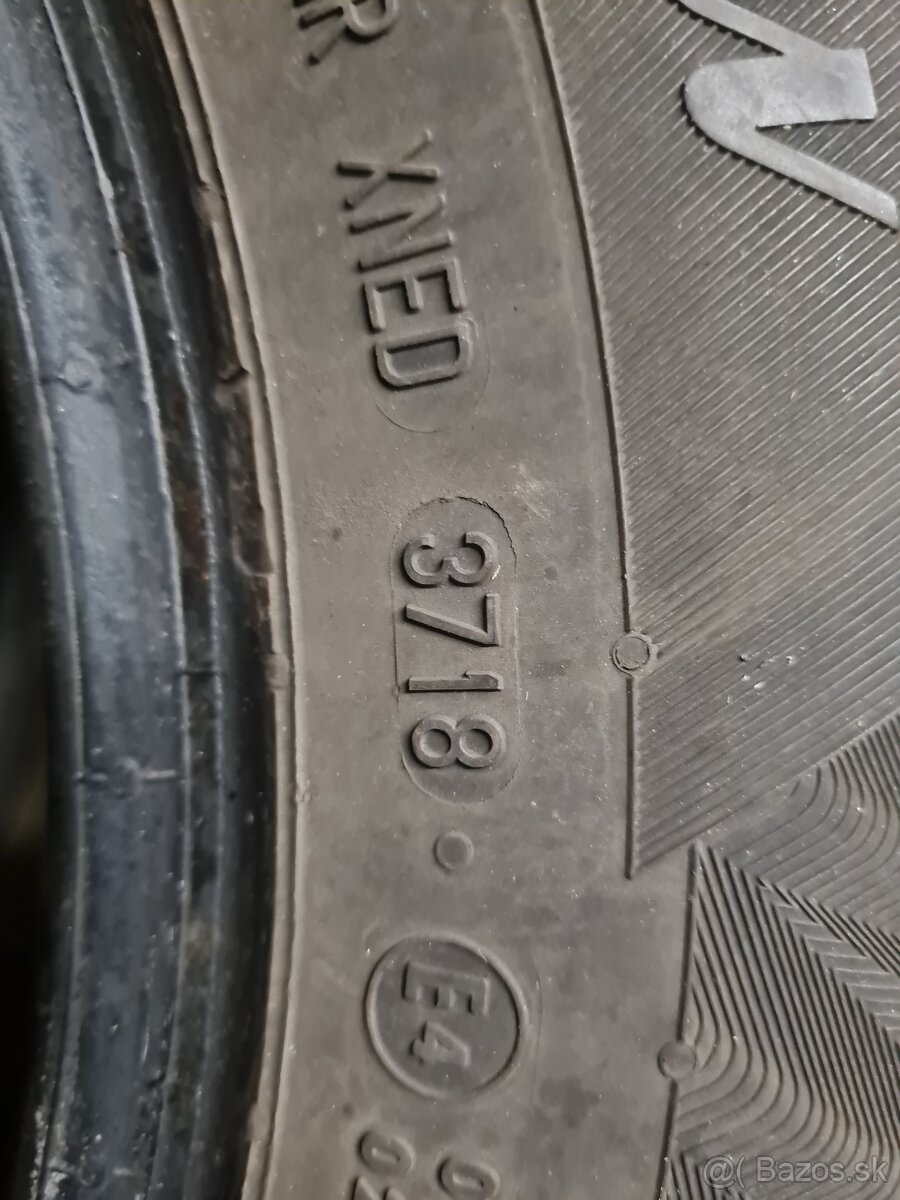 XNED
3718
E4
@( Bazos.sk